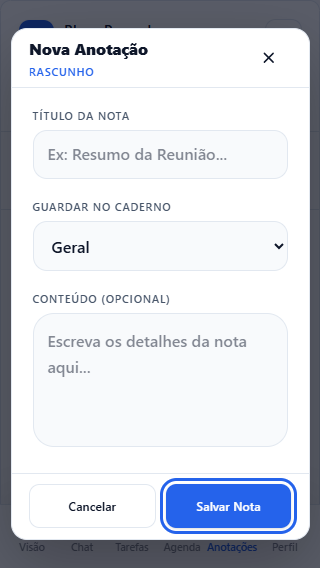 Nova Anotação
RASCUNHO
TÍTULO DA NOTA
Ex: Resumo da Reunião...
GUARDAR NO CADERNO
Geral
CONTEÚDO (OPCIONAL)
Escreva os detalhes da nota
aqui...
Cancelar
Salvar Nota
Visão
Chat
Tarefas
Agenda
Anotações
Perfil